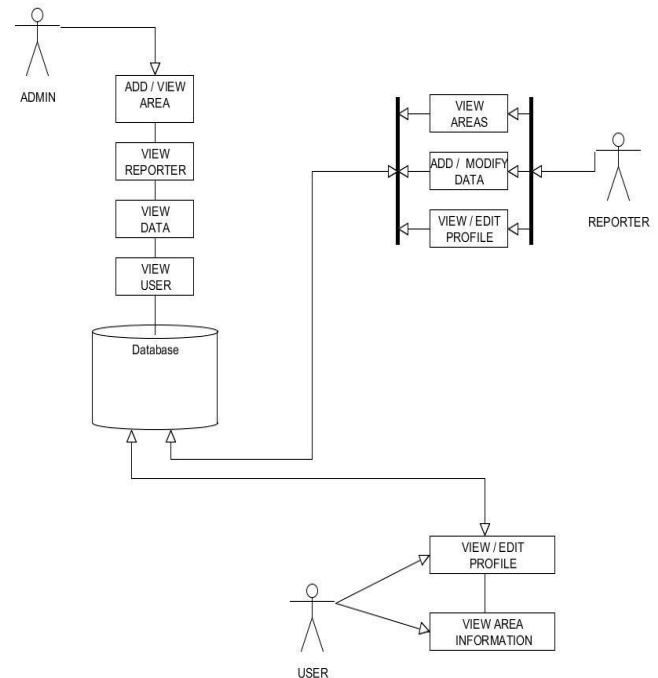 ADMIN
ADD / VIEW
AREA
VIEW
REPORTER
VIEW
DATA
VIEW
USER
Database
VIEW
AREAS
ADD / MODIFY
DATA
VIEW / EDIT
PROFILE
REPORTER
VIEW / EDIT
PROFILE
VIEW AREA
INFORMATION
USER